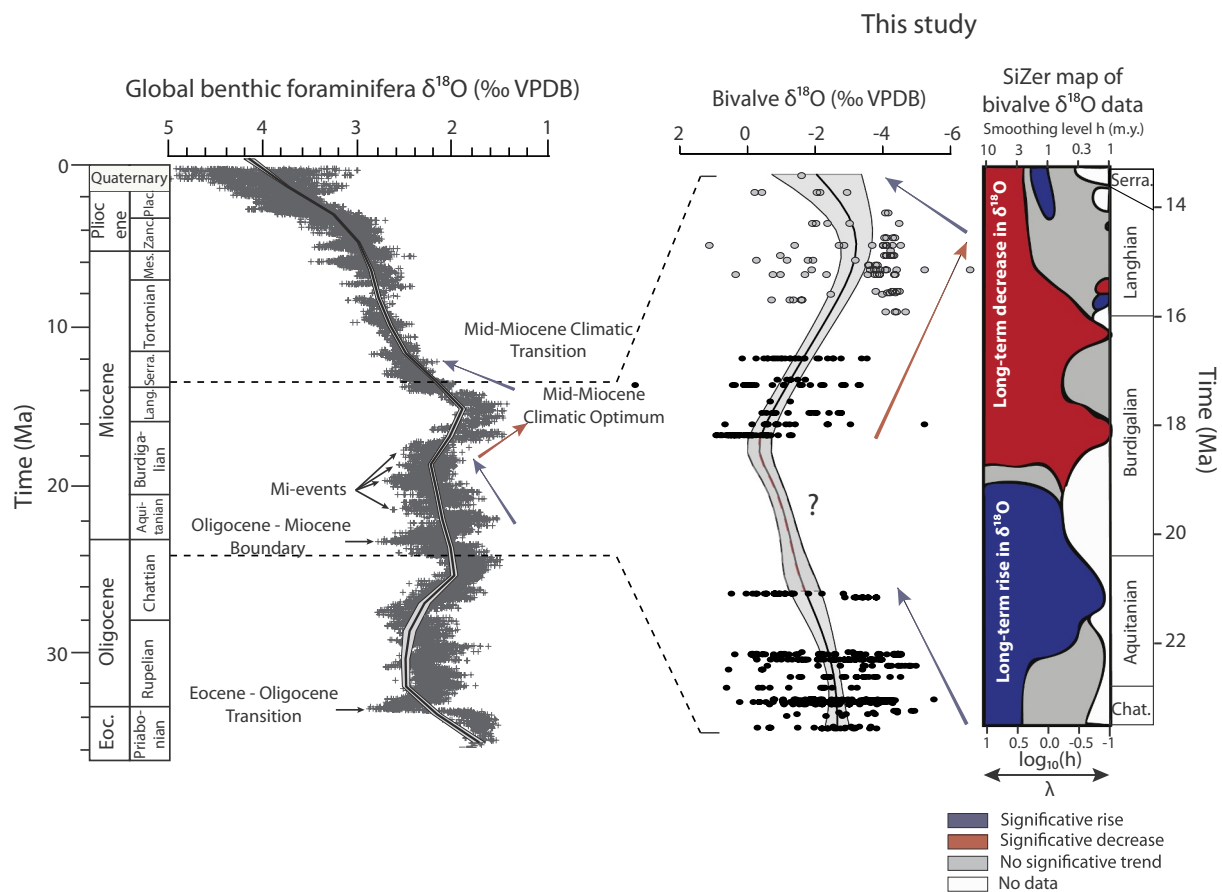 This study
Global benthic foraminifera δ¹⁸O (‰ VPDB)
5 4 3 2 1
Bivalve δ¹⁸O (‰ VPDB)
2 0 -2 -4 -6
SiZer map of
bivalve δ¹⁸O data
Smoothing level h (m.y.)
10 3 1 0.3 1
Time (Ma)
0
10
20
30
Quaternary
Plioc
ene
Miocene
Oligocene
Eoc.
Plac.
Zanc.
Mes.
Tortonian
Serra.
Lang.
Burdiga-
lian
Aqui-
tanian
Chattian
Rupelian
Priabo-
nian
Mid-Miocene Climatic
Transition
Mid-Miocene
Climatic Optimum
Mi-events
Oligocene - Miocene
Boundary
Eocene - Oligocene
Transition
?
Long-term decrease in δ¹⁸O
Long-term rise in δ¹⁸O
Serra.
Langhian
Burdigalian
Aquitanian
Chat.
14
16
18
20
22
Time (Ma)
1 0.5 0.0 -0.5 -1
log₁₀(h)
λ
Significative rise
Significative decrease
No significative trend
No data